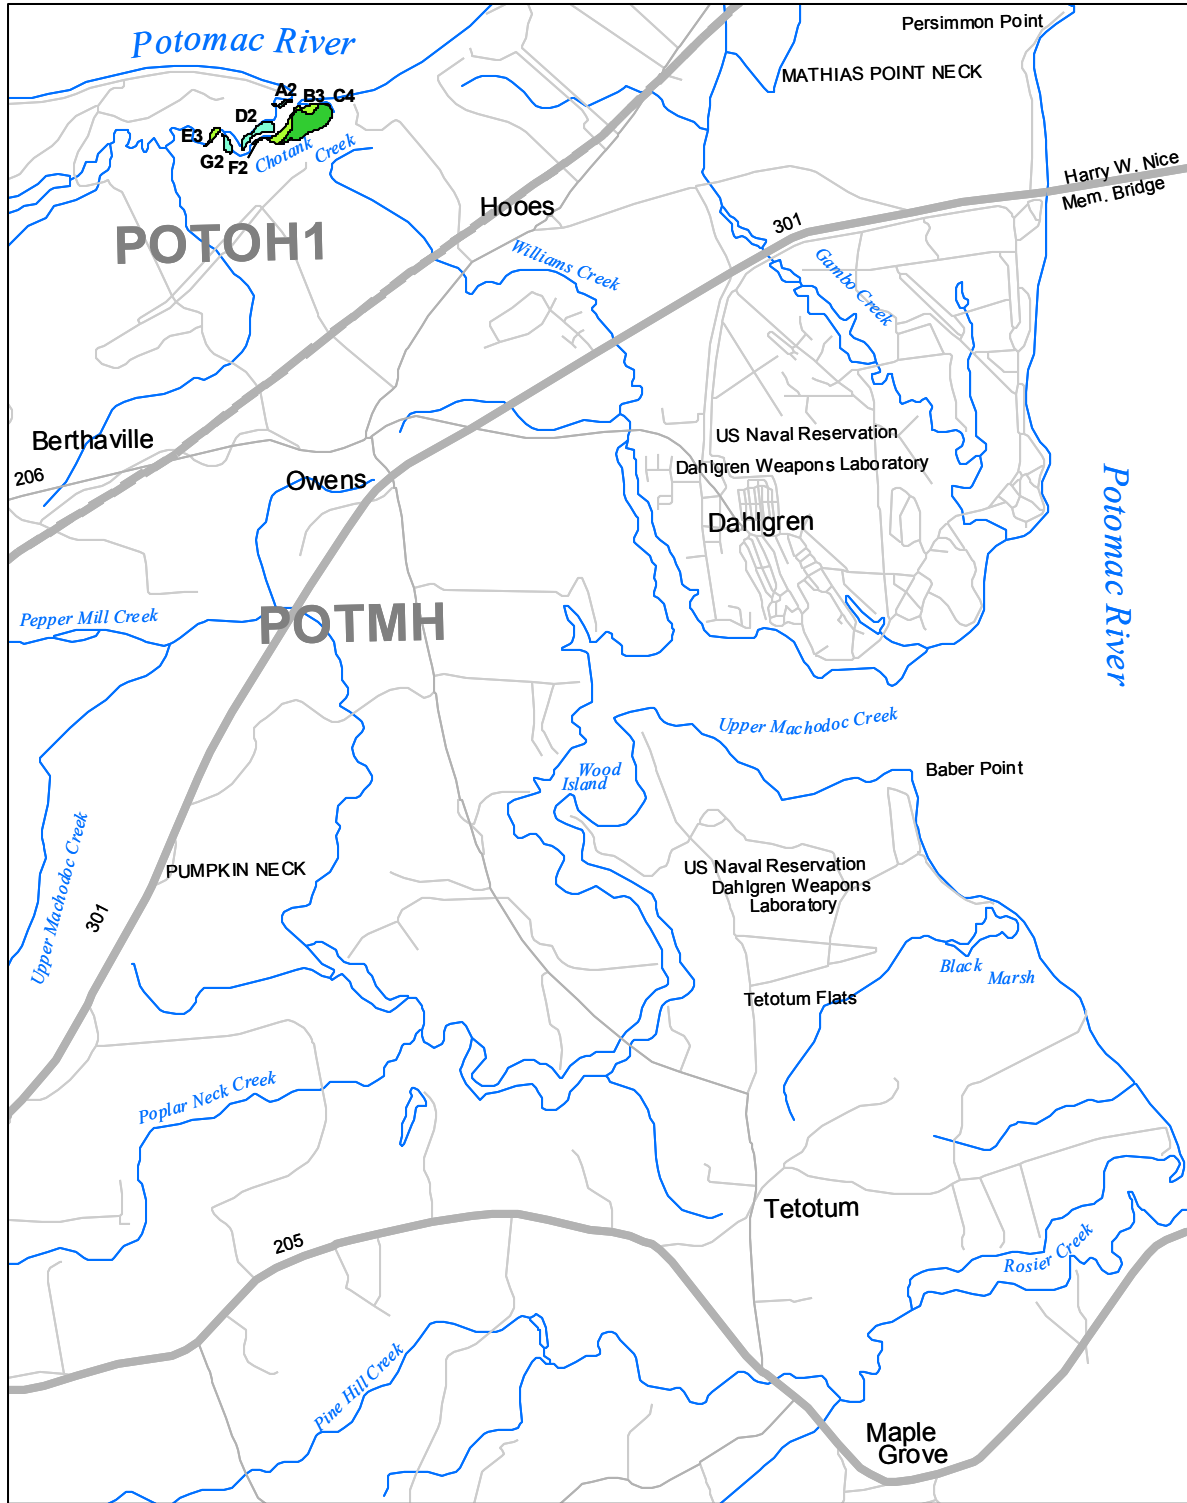 Potomac River
Persimmon Point
MATHIAS POINT NECK
A2
B3
C4
D2
E3
G2
F2
Chotank
Creek
Harry W. Nice
Mem. Bridge
Hooes
301
POTOH1
Williams Creek
Gambo Creek
Berthaville
US Naval Reservation
Dahlgren Weapons Laboratory
206
Owens
Dahlgren
Potomac River
Pepper Mill Creek
POTMH
Upper Machodoc Creek
Wood
Island
Baber Point
Upper Machodoc Creek
PUMPKIN NECK
US Naval Reservation
Dahlgren Weapons
Laboratory
301
Black
Marsh
Tetotum Flats
Poplar Neck Creek
Tetotum
205
Rosier Creek
Pine Hill Creek
Maple
Grove